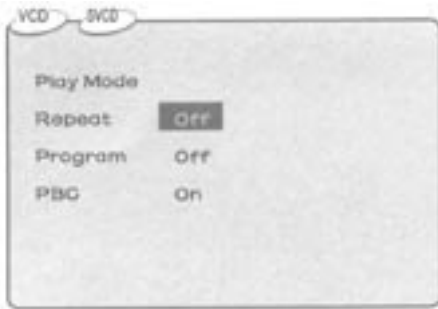 VCD SVCD
Play Mode
Repeat Off
Program Off
PBC On